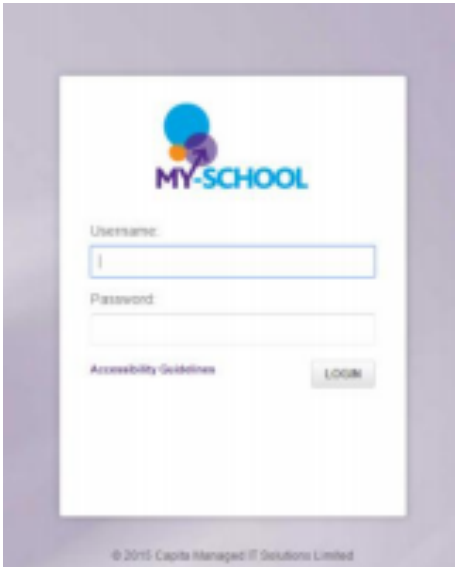 MY-SCHOOL
Username:
Password:
Accessibility Guidelines
LOGIN
© 2015 Capita Managed IT Solutions Limited